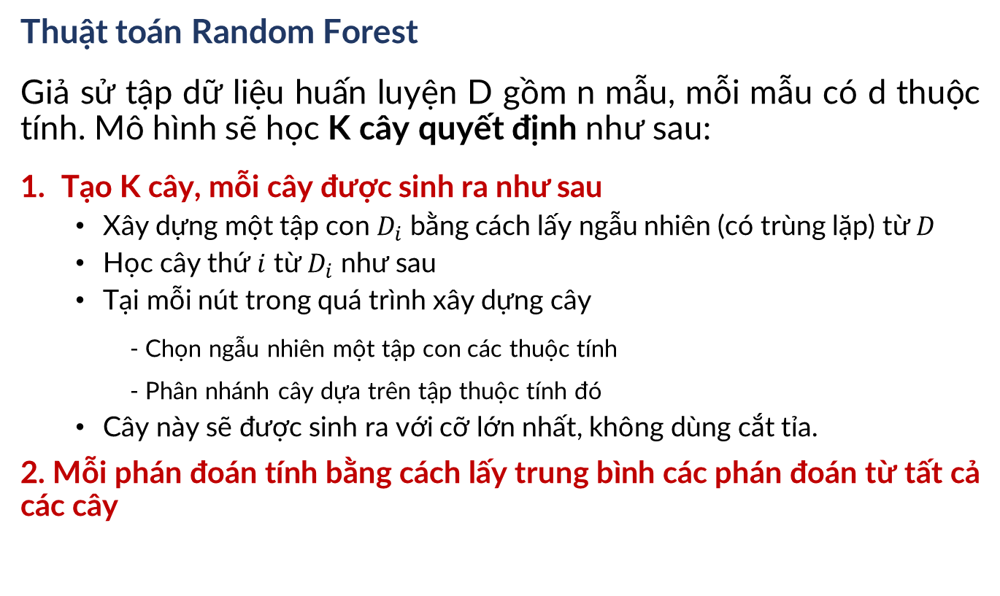 Thuật toán Random Forest
Giả sử tập dữ liệu huấn luyện D gồm n mẫu, mỗi mẫu có d thuộc
tính. Mô hình sẽ học K cây quyết định như sau:
1. Tạo K cây, mỗi cây được sinh ra như sau
• Xây dựng một tập con Dᵢ bằng cách lấy ngẫu nhiên (có trùng lặp) từ D
• Học cây thứ i từ Dᵢ như sau
• Tại mỗi nút trong quá trình xây dựng cây
- Chọn ngẫu nhiên một tập con các thuộc tính
- Phân nhánh cây dựa trên tập thuộc tính đó
• Cây này sẽ được sinh ra với cỡ lớn nhất, không dùng cắt tỉa.
2. Mỗi phán đoán tính bằng cách lấy trung bình các phán đoán từ tất cả
các cây